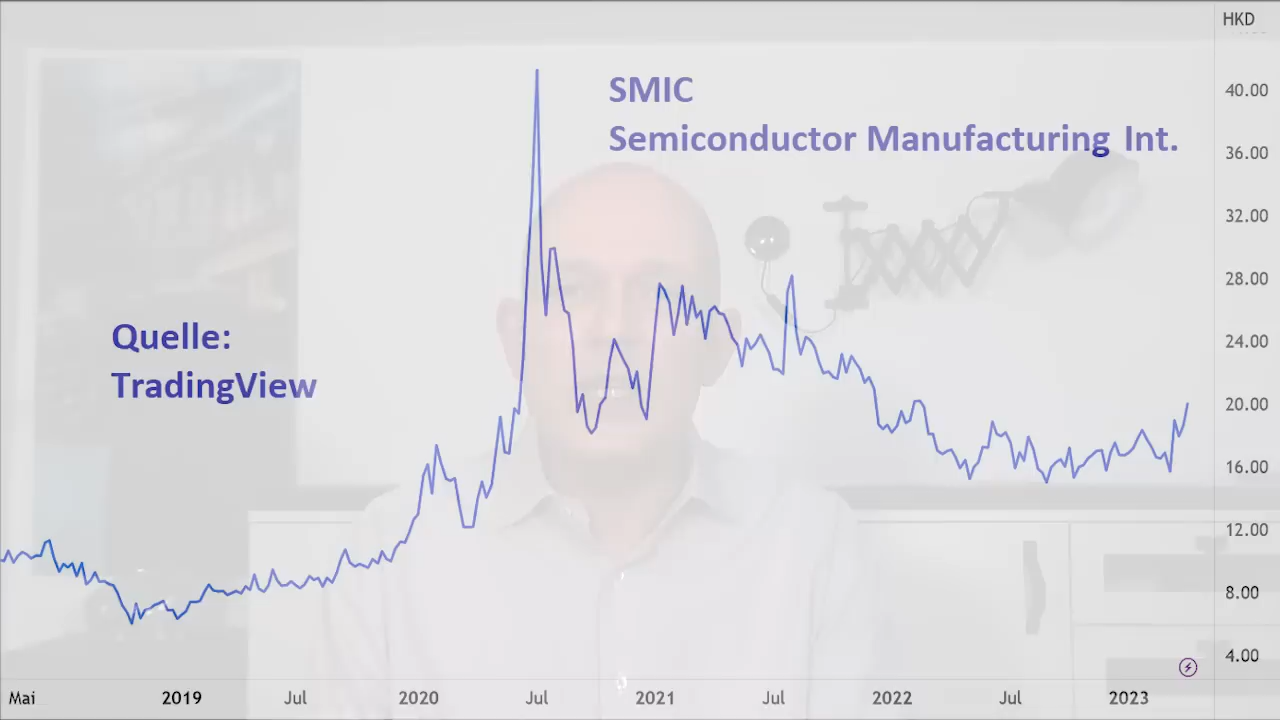 HKD
SMIC
Semiconductor Manufacturing Int.
Quelle:
TradingView
40.00
36.00
32.00
28.00
24.00
20.00
16.00
12.00
8.00
4.00
Mai 2019 Jul 2020 Jul 2021 Jul 2022 Jul 2023